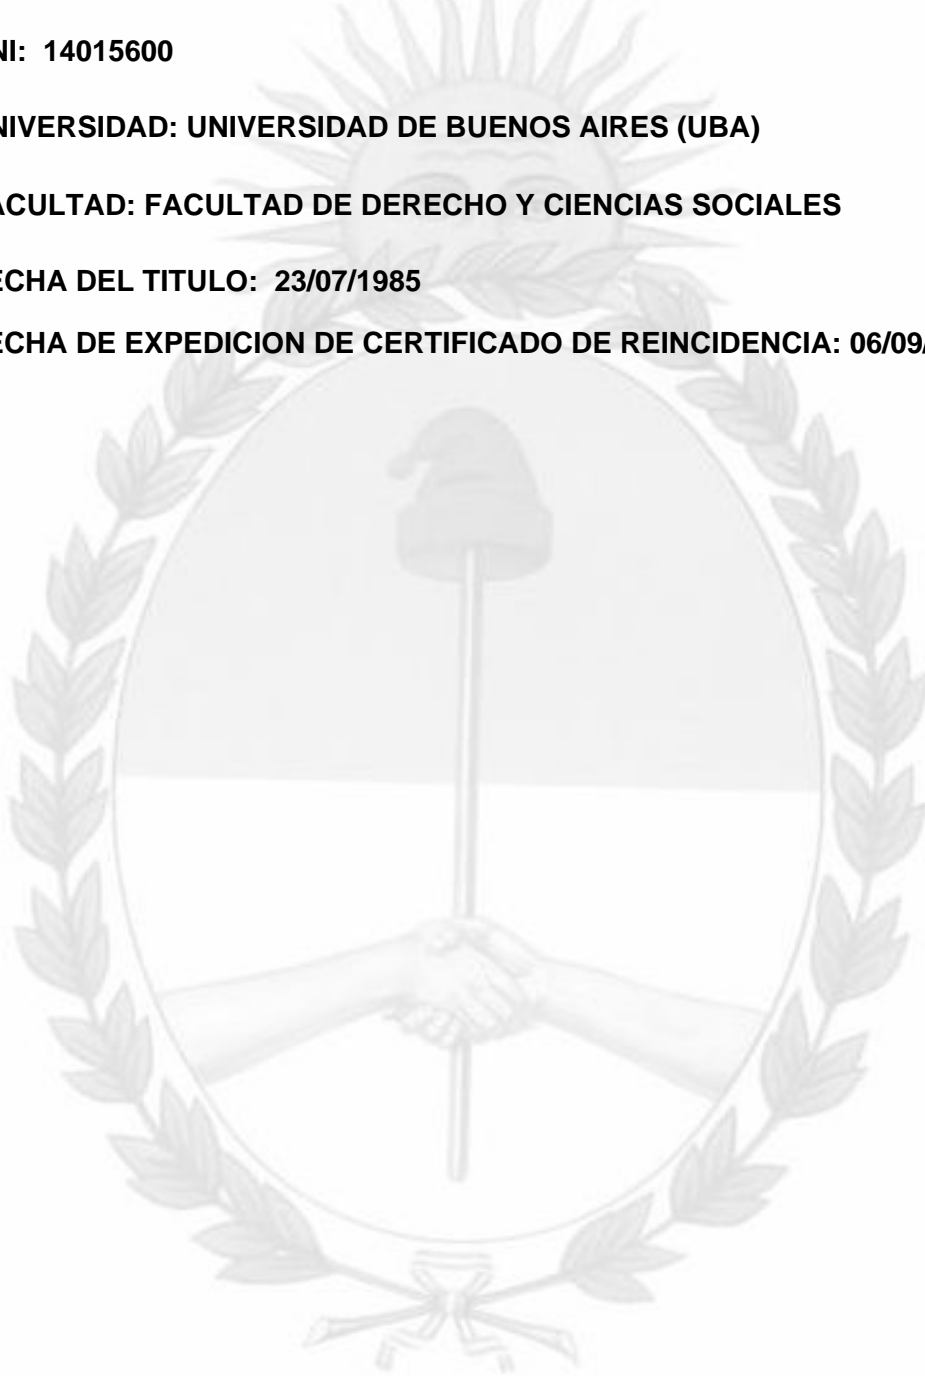 NI: 14015600
NIVERSIDAD: UNIVERSIDAD DE BUENOS AIRES (UBA)
ACULTAD: FACULTAD DE DERECHO Y CIENCIAS SOCIALES
ECHA DEL TITULO: 23/07/1985
ECHA DE EXPEDICION DE CERTIFICADO DE REINCIDENCIA: 06/09/